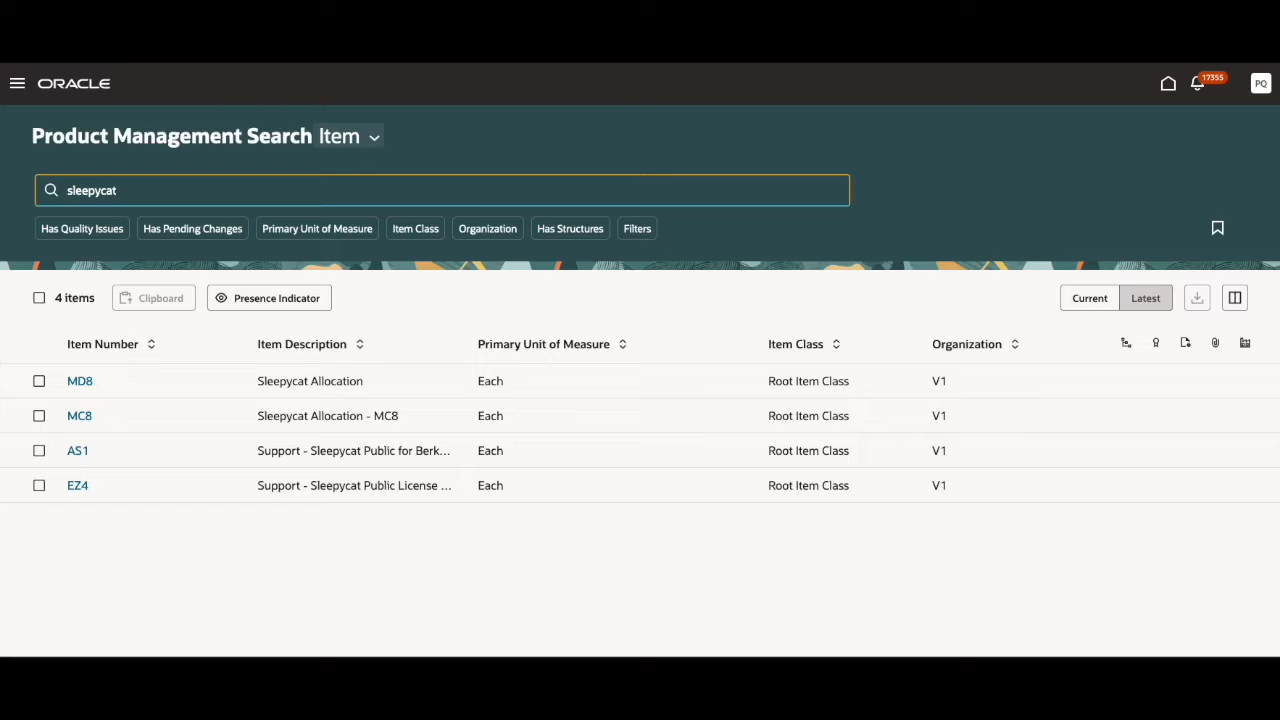 ORACLE
17355
PQ
Product Management Search Item
sleepycat
Has Quality Issues Has Pending Changes Primary Unit of Measure Item Class Organization Has Structures Filters
4 items Clipboard Presence Indicator Current Latest
Item Number Item Description Primary Unit of Measure Item Class Organization
MD8 Sleepycat Allocation Each Root Item Class V1
MC8 Sleepycat Allocation - MC8 Each Root Item Class V1
AS1 Support - Sleepycat Public for Berk... Each Root Item Class V1
EZ4 Support - Sleepycat Public License ... Each Root Item Class V1